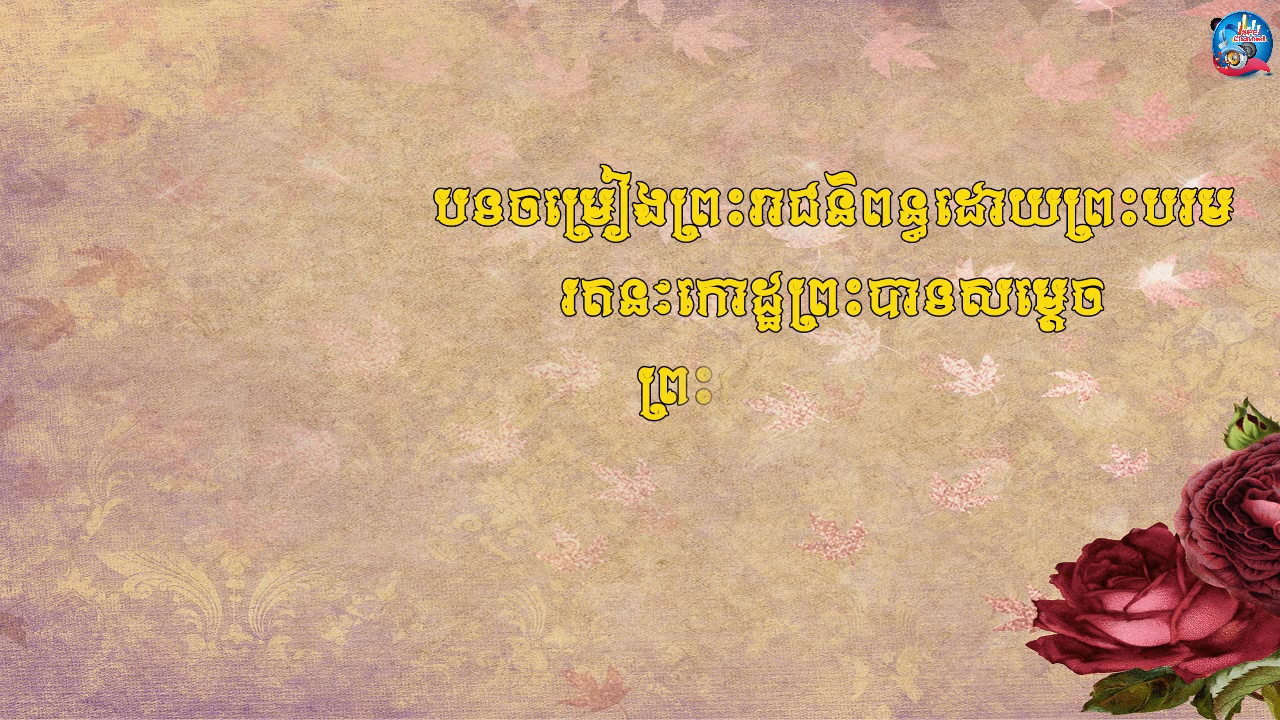 បទចម្រៀងព្រះរាជនិពន្ធដោយព្រះបរម
រតនៈកោដ្ឋព្រះបាទសម្តេច
ព្រះ